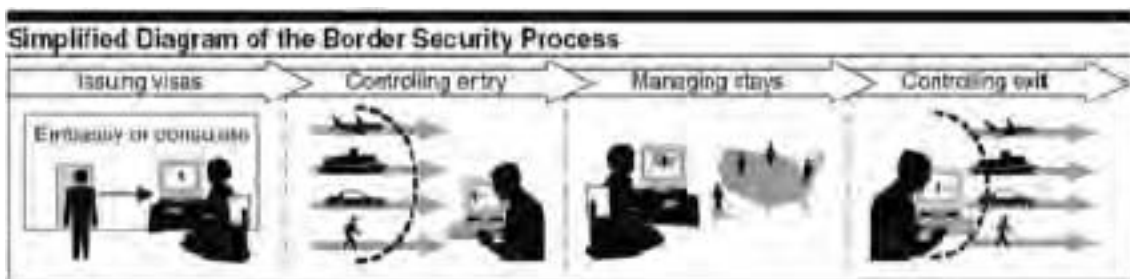 Simplified Diagram of the Border Security Process
Issuing visas
Controlling entry
Managing stays
Controlling exit
Embassy or consulate